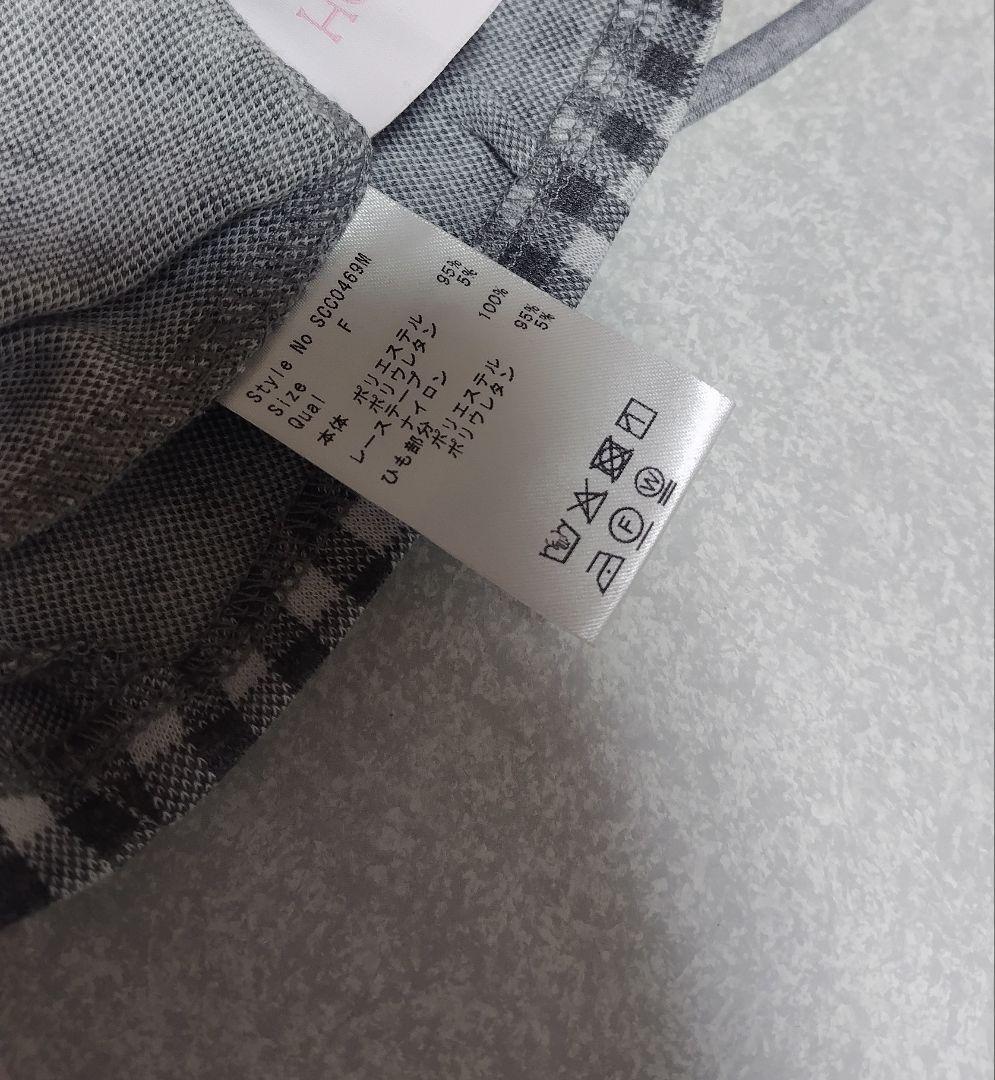 Ho
Style No SCC0469M
Size F
Qual
本体 ポリエステル 95%
ポリウレタン 5%
レース テープ
ナイロン 100%
ひも部分 ポリエステル 95%
ポリウレタン 5%
W
F